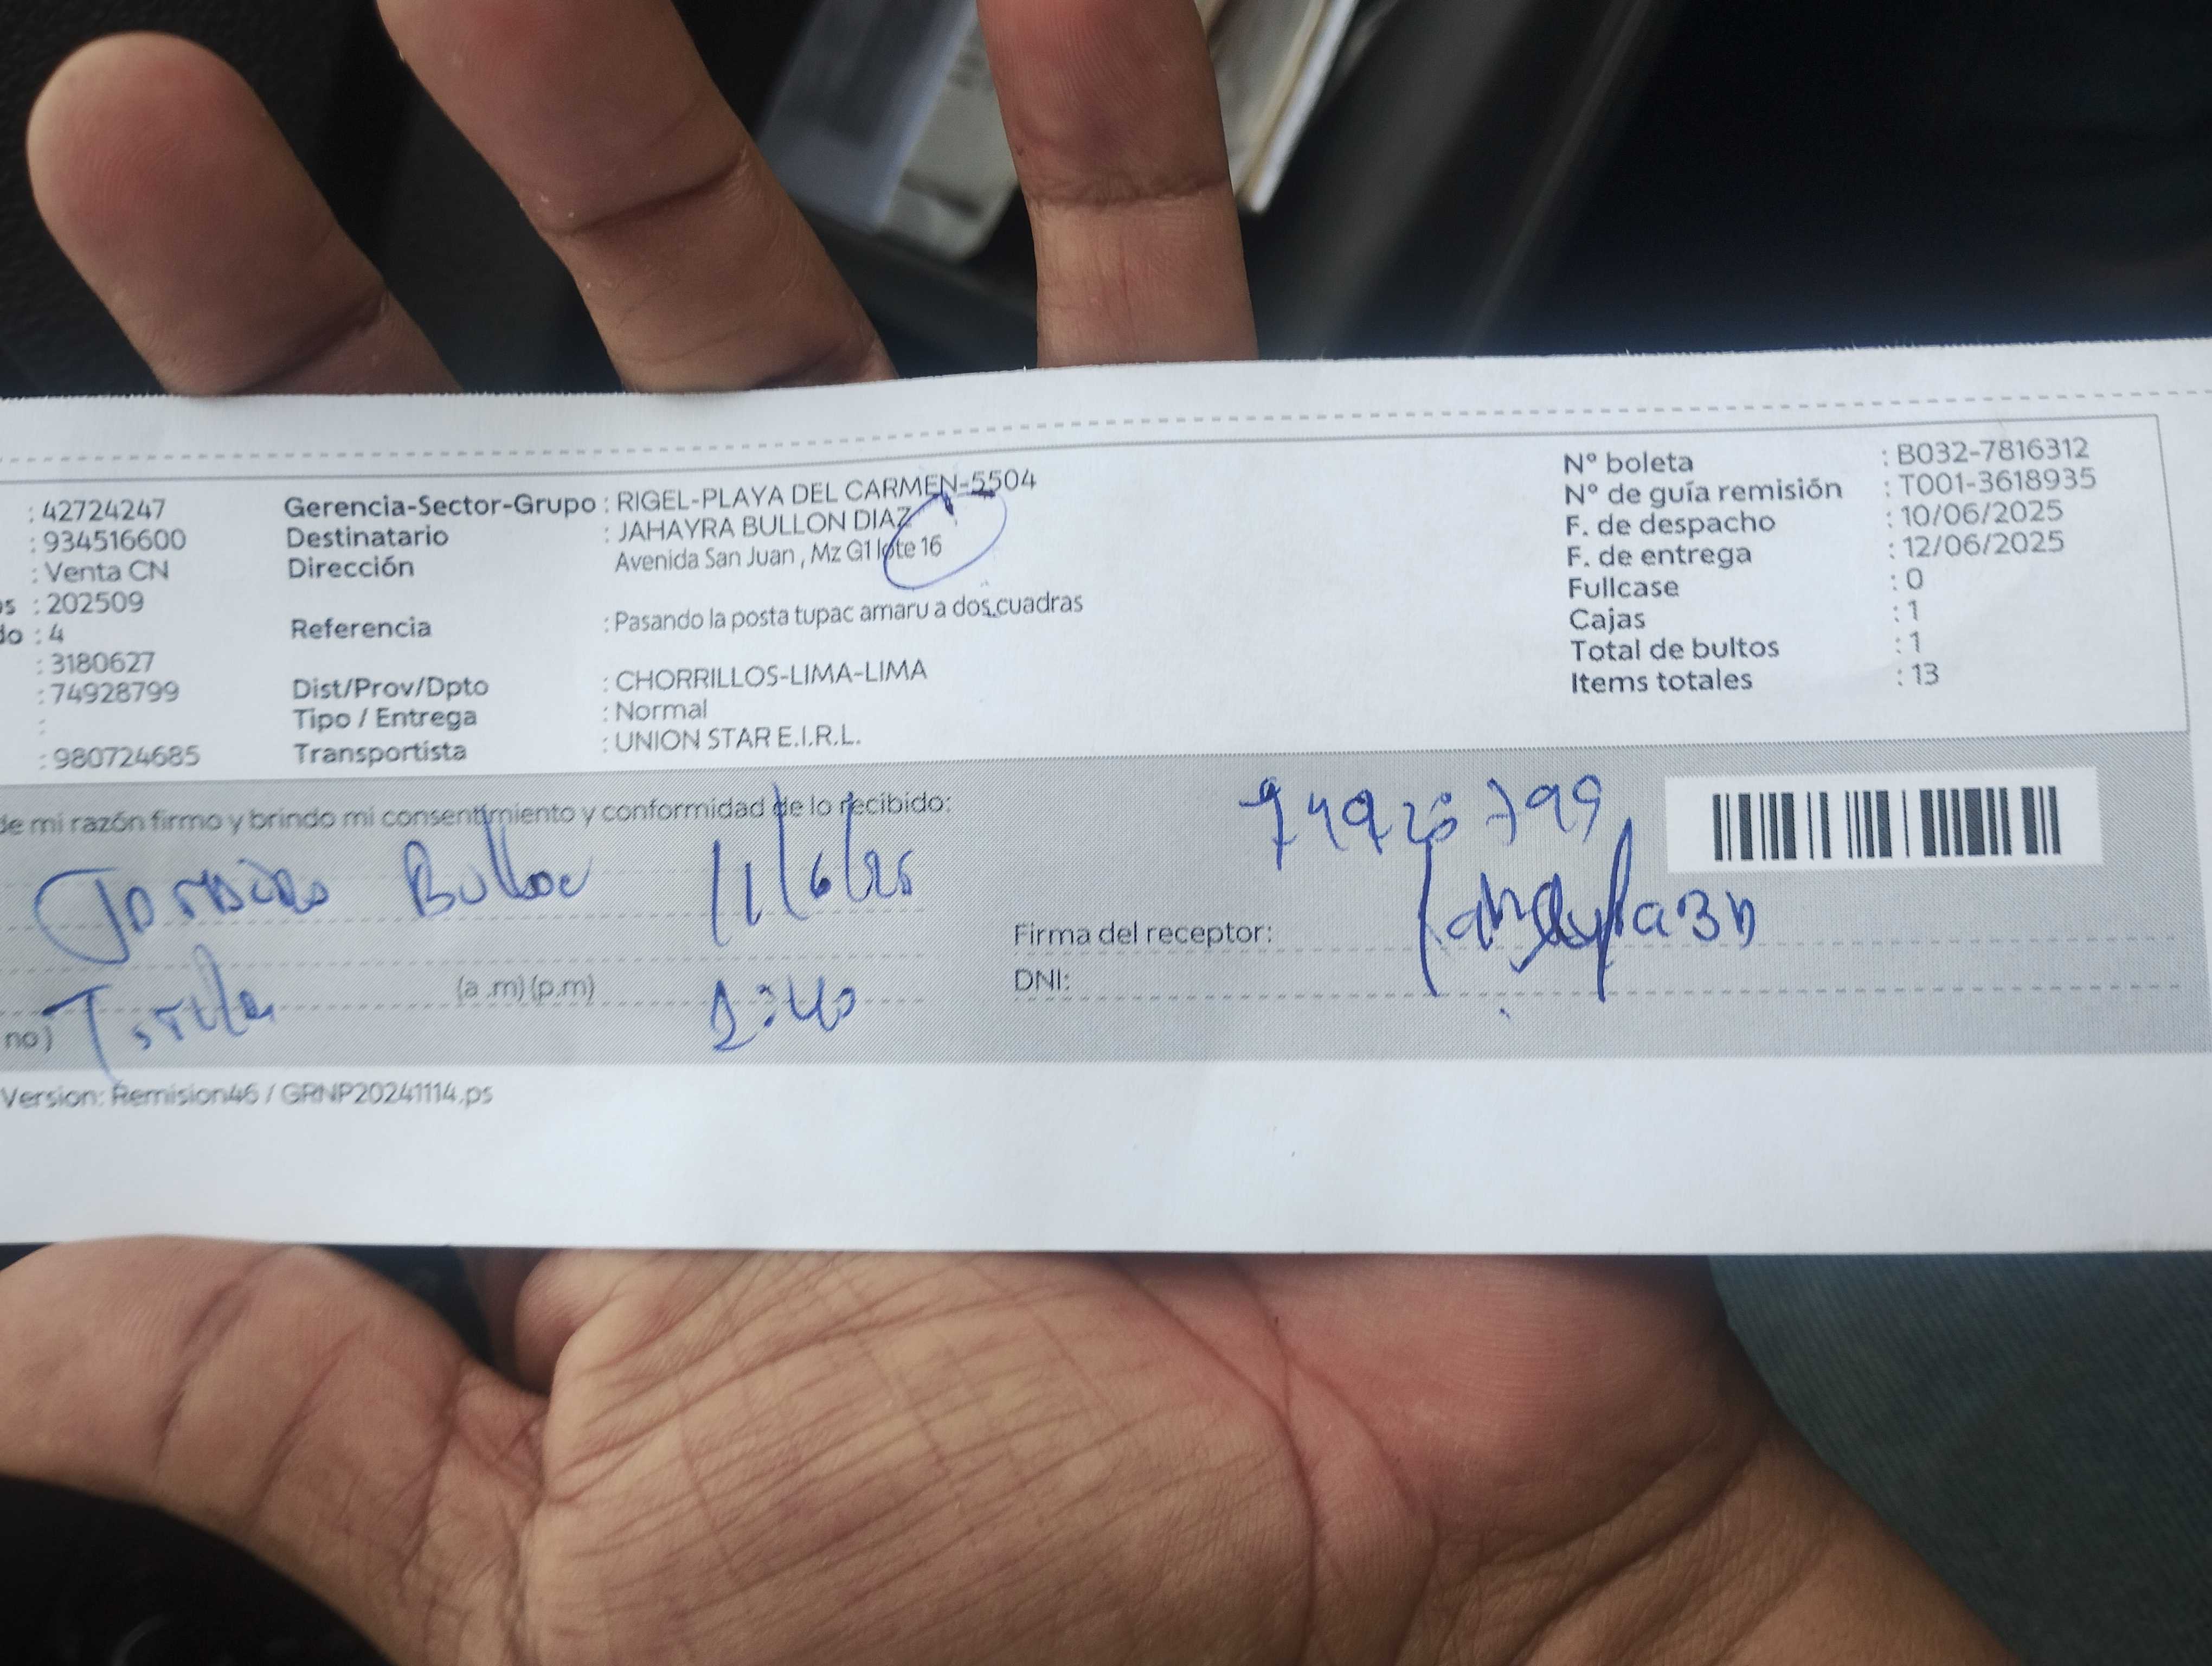 : 42724247
: 934516600
: Venta CN
os : 202509
do : 4
: 3180627
: 74928799
:
: 980724685
Gerencia-Sector-Grupo : RIGEL-PLAYA DEL CARMEN-5504
Destinatario : JAHAYRA BULLON DIAZ
Dirección Avenida San Juan , Mz G1 lote 16
Referencia : Pasando la posta tupac amaru a dos cuadras
Dist/Prov/Dpto : CHORRILLOS-LIMA-LIMA
Tipo / Entrega : Normal
Transportista : UNION STAR E.I.R.L.
Nº boleta : B032-7816312
Nº de guía remisión : T001-3618935
F. de despacho : 10/06/2025
F. de entrega : 12/06/2025
Fullcase : 0
Cajas : 1
Total de bultos : 1
Items totales : 13
de mi razón firmo y brindo mi consentimiento y conformidad de lo recibido:
Bullon 11/6/25
74928799
Firma del receptor:
(a .m) (p.m) 2:40
DNI:
no)
Version: Remision46 / GRNP20241114.ps